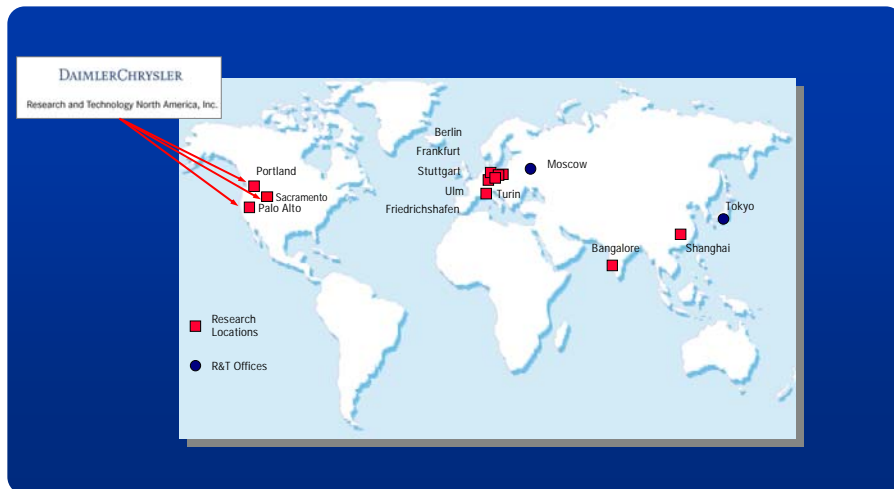 DAIMLERCHRYSLER
Research and Technology North America, Inc.
Berlin
Frankfurt
Stuttgart
Ulm
Friedrichshafen
Turin
Moscow
Portland
Sacramento
Palo Alto
Tokyo
Bangalore
Shanghai
Research
Locations
R&T Offices